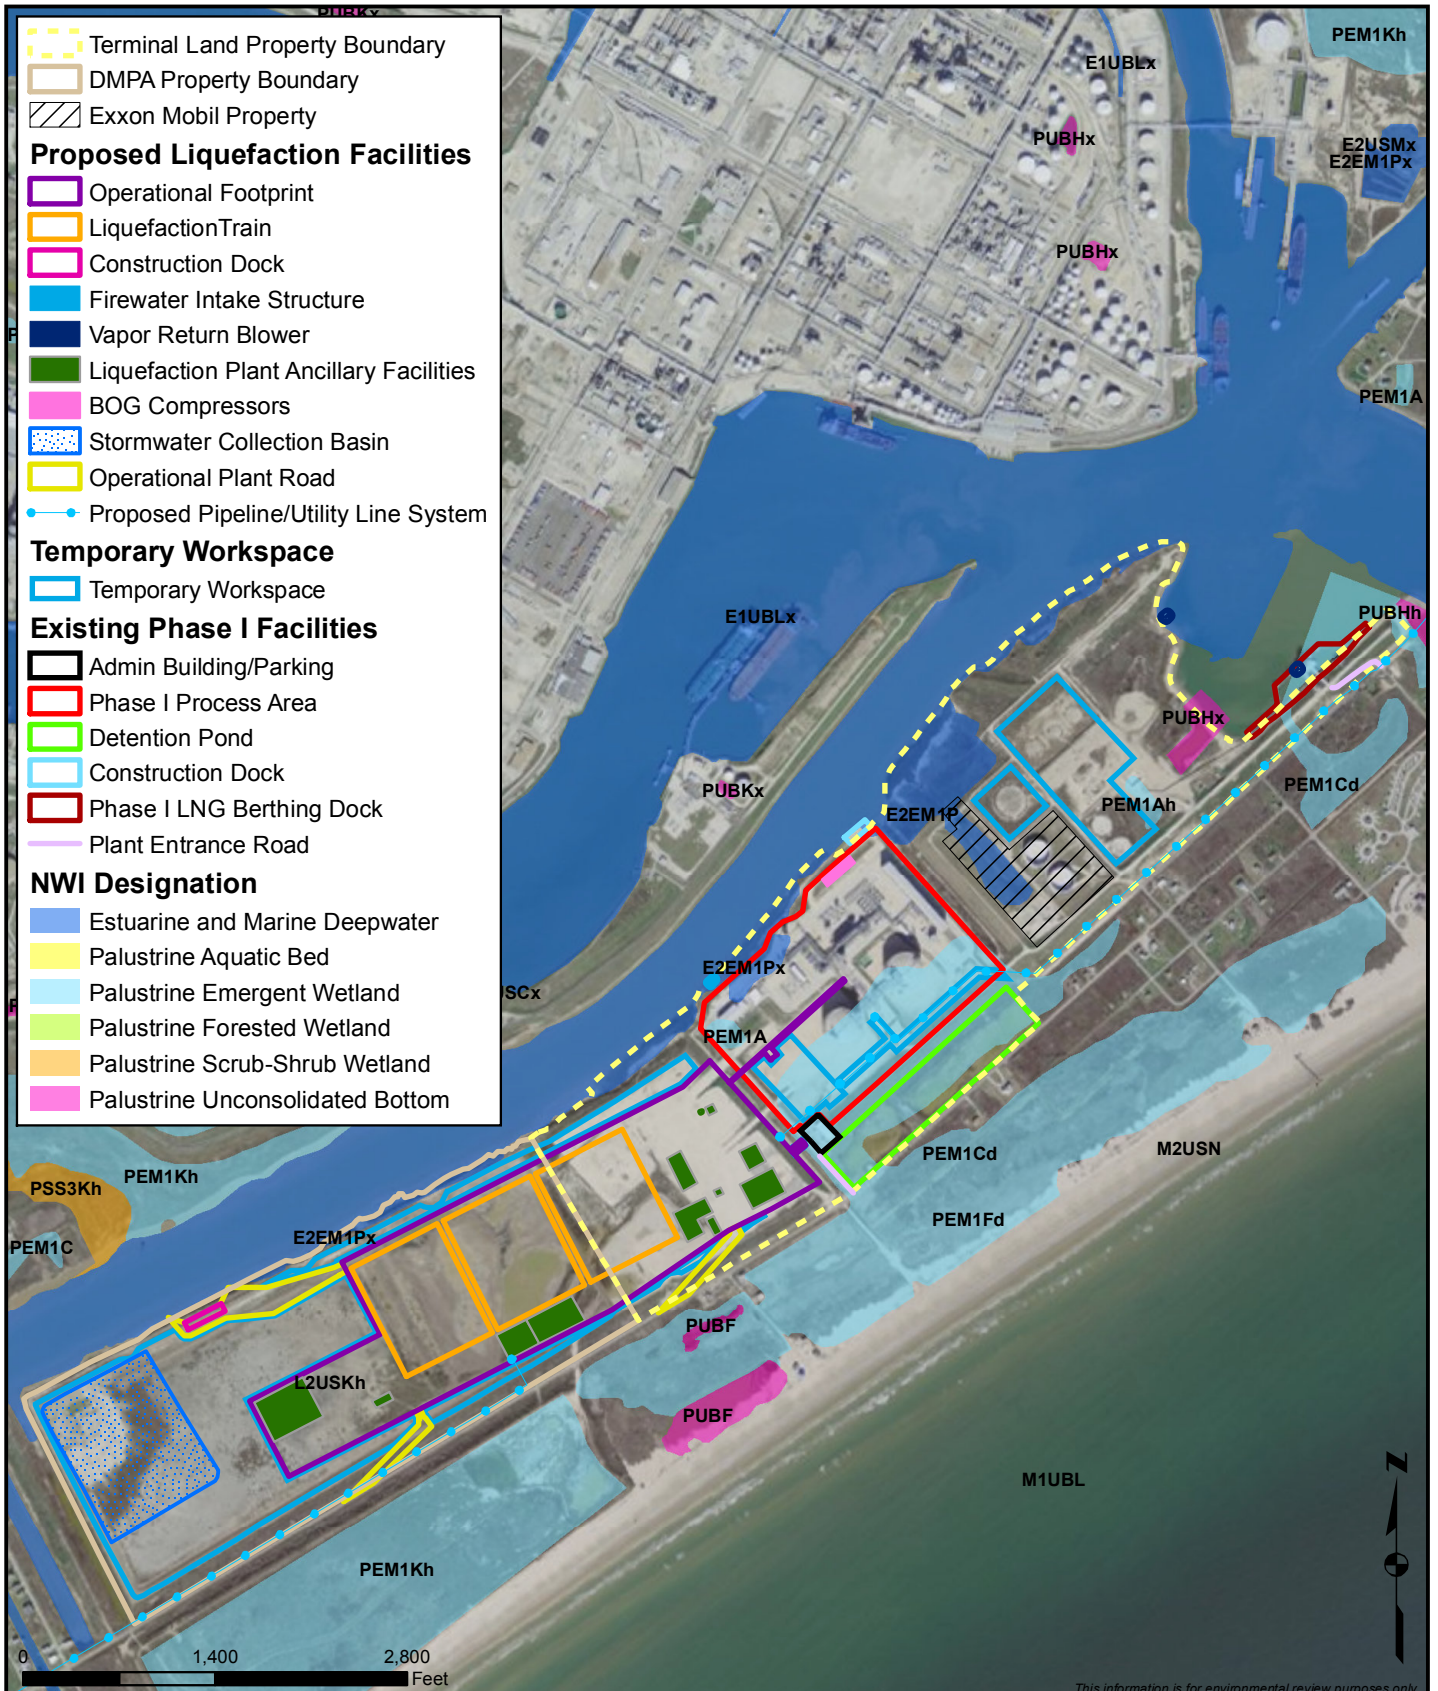 PUBKx
Terminal Land Property Boundary
DMPA Property Boundary
Exxon Mobil Property
Proposed Liquefaction Facilities
Operational Footprint
LiquefactionTrain
Construction Dock
Firewater Intake Structure
Vapor Return Blower
Liquefaction Plant Ancillary Facilities
BOG Compressors
Stormwater Collection Basin
Operational Plant Road
Proposed Pipeline/Utility Line System
Temporary Workspace
Temporary Workspace
Existing Phase I Facilities
Admin Building/Parking
Phase I Process Area
Detention Pond
Construction Dock
Phase I LNG Berthing Dock
Plant Entrance Road
NWI Designation
Estuarine and Marine Deepwater
Palustrine Aquatic Bed
Palustrine Emergent Wetland
Palustrine Forested Wetland
Palustrine Scrub-Shrub Wetland
Palustrine Unconsolidated Bottom
PEM1Kh
E1UBLx
PUBHx
E2USMx
E2EM1Px
PUBHx
PEM1A
E1UBLx
PUBHh
PUBHx
PEM1Cd
PUBKx
PEM1Ah
E2EM1P
E2EM1Px
SCx
PEM1A
PEM1Cd
M2USN
PEM1Kh
PSS3Kh
PEM1Fd
E2EM1Px
PEM1C
PUBF
L2USKh
PUBF
M1UBL
N
PEM1Kh
0 1,400 2,800
Feet
This information is for environmental review purposes only.